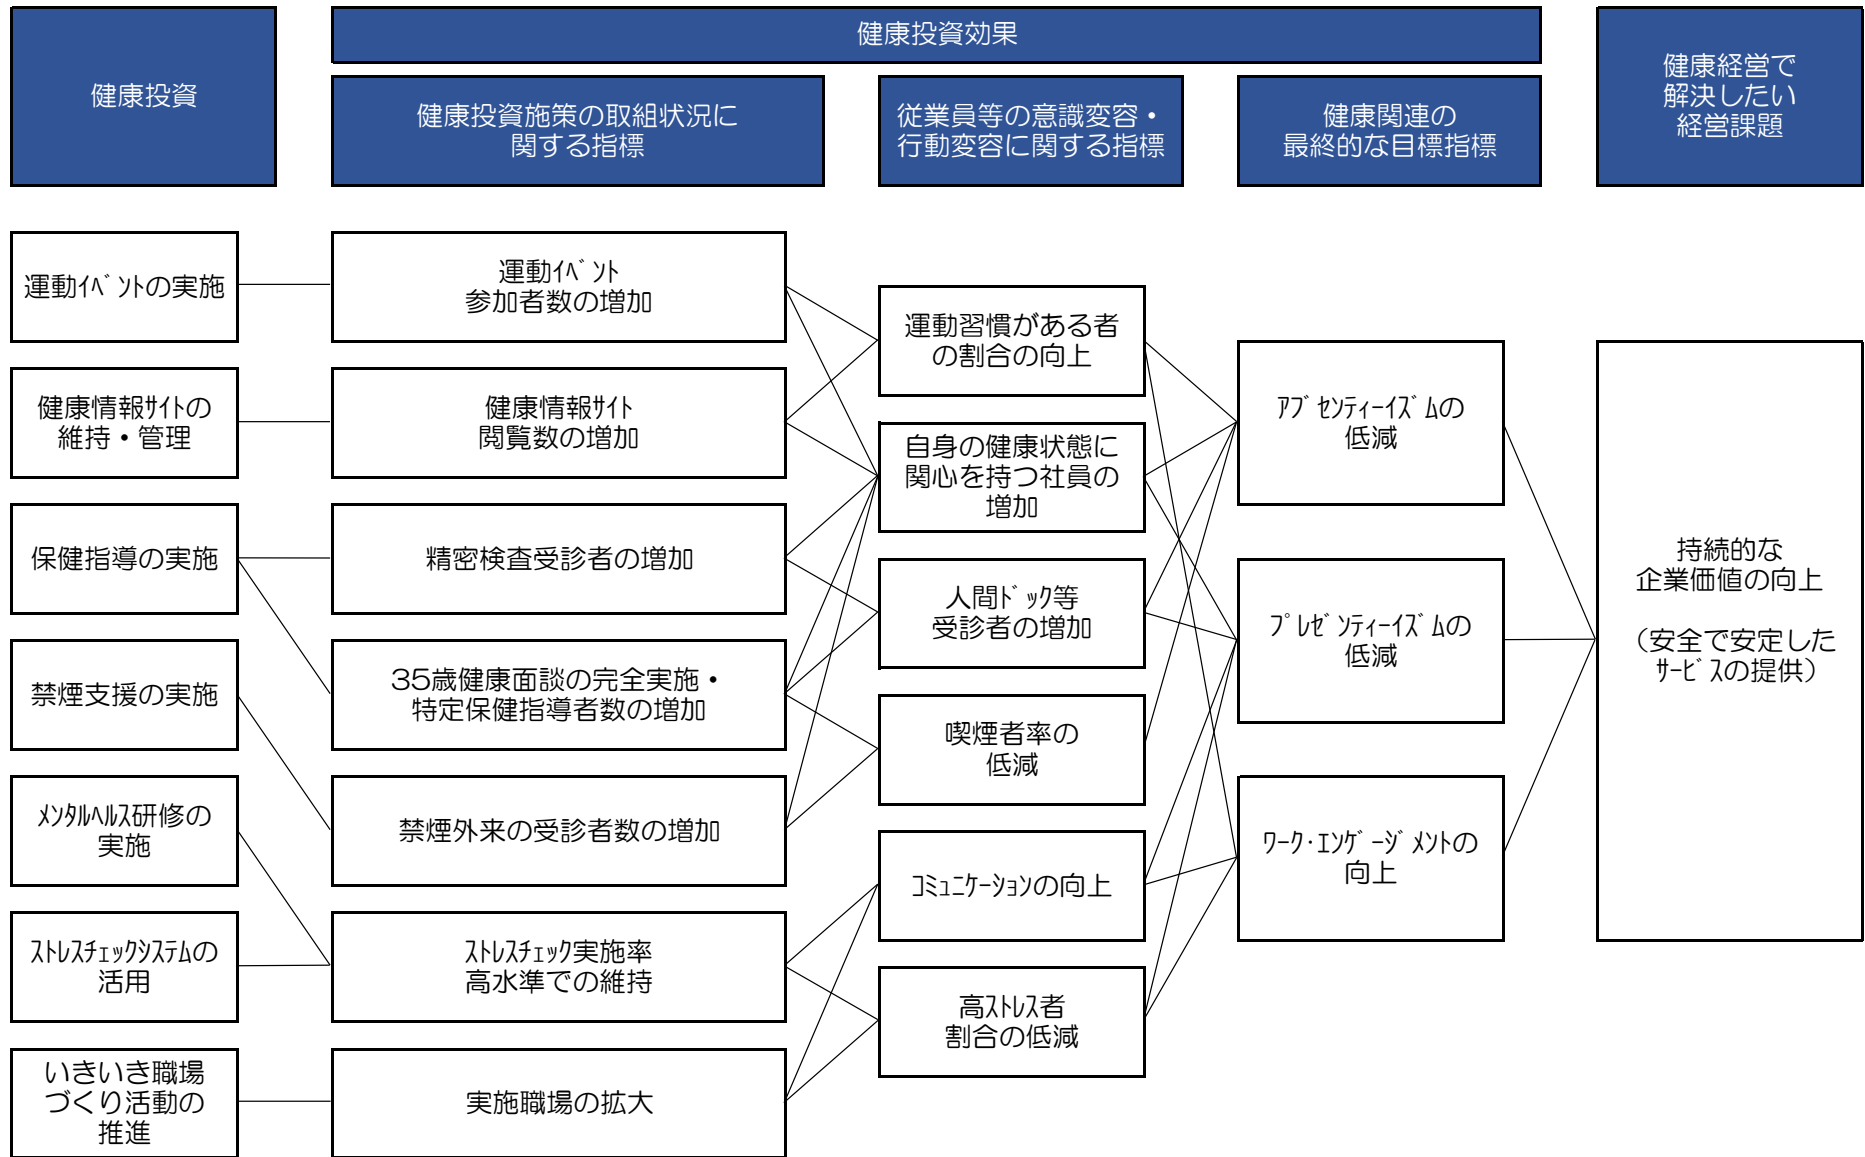 健康投資
健康投資効果
健康投資施策の取組状況に
関する指標
従業員等の意識変容・
行動変容に関する指標
健康関連の
最終的な目標指標
健康経営で
解決したい
経営課題
運動ｲﾍﾞﾝﾄの実施
健康情報ｻｲﾄの
維持・管理
保健指導の実施
禁煙支援の実施
ﾒﾝﾀﾙﾍﾙｽ研修の
実施
ｽﾄﾚｽﾁｪｯｸｼｽﾃﾑの
活用
いきいき職場
づくり活動の
推進
運動ｲﾍﾞﾝﾄ
参加者数の増加
健康情報ｻｲﾄ
閲覧数の増加
精密検査受診者の増加
35歳健康面談の完全実施・
特定保健指導者数の増加
禁煙外来の受診者数の増加
ｽﾄﾚｽﾁｪｯｸ実施率
高水準での維持
実施職場の拡大
運動習慣がある者
の割合の向上
自身の健康状態に
関心を持つ社員の
増加
人間ﾄﾞｯｸ等
受診者の増加
喫煙者率の
低減
ｺﾐｭﾆｹｰｼｮﾝの向上
高ｽﾄﾚｽ者
割合の低減
ｱﾌﾞｾﾝﾃｨｰｲｽﾞﾑの
低減
ﾌﾟﾚｾﾞﾝﾃｨｰｲｽﾞﾑの
低減
ﾜｰｸ･ｴﾝｹﾞｰｼﾞﾒﾝﾄの
向上
持続的な
企業価値の向上
（安全で安定した
ｻｰﾋﾞｽの提供）